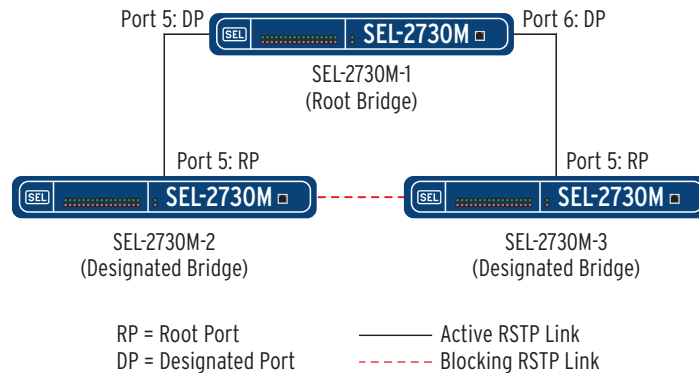 Port 5: DP
Port 6: DP
SEL SEL-2730M
SEL-2730M-1
(Root Bridge)
Port 5: RP
Port 5: RP
SEL SEL-2730M
SEL SEL-2730M
SEL-2730M-2
(Designated Bridge)
SEL-2730M-3
(Designated Bridge)
RP = Root Port
DP = Designated Port
Active RSTP Link
Blocking RSTP Link